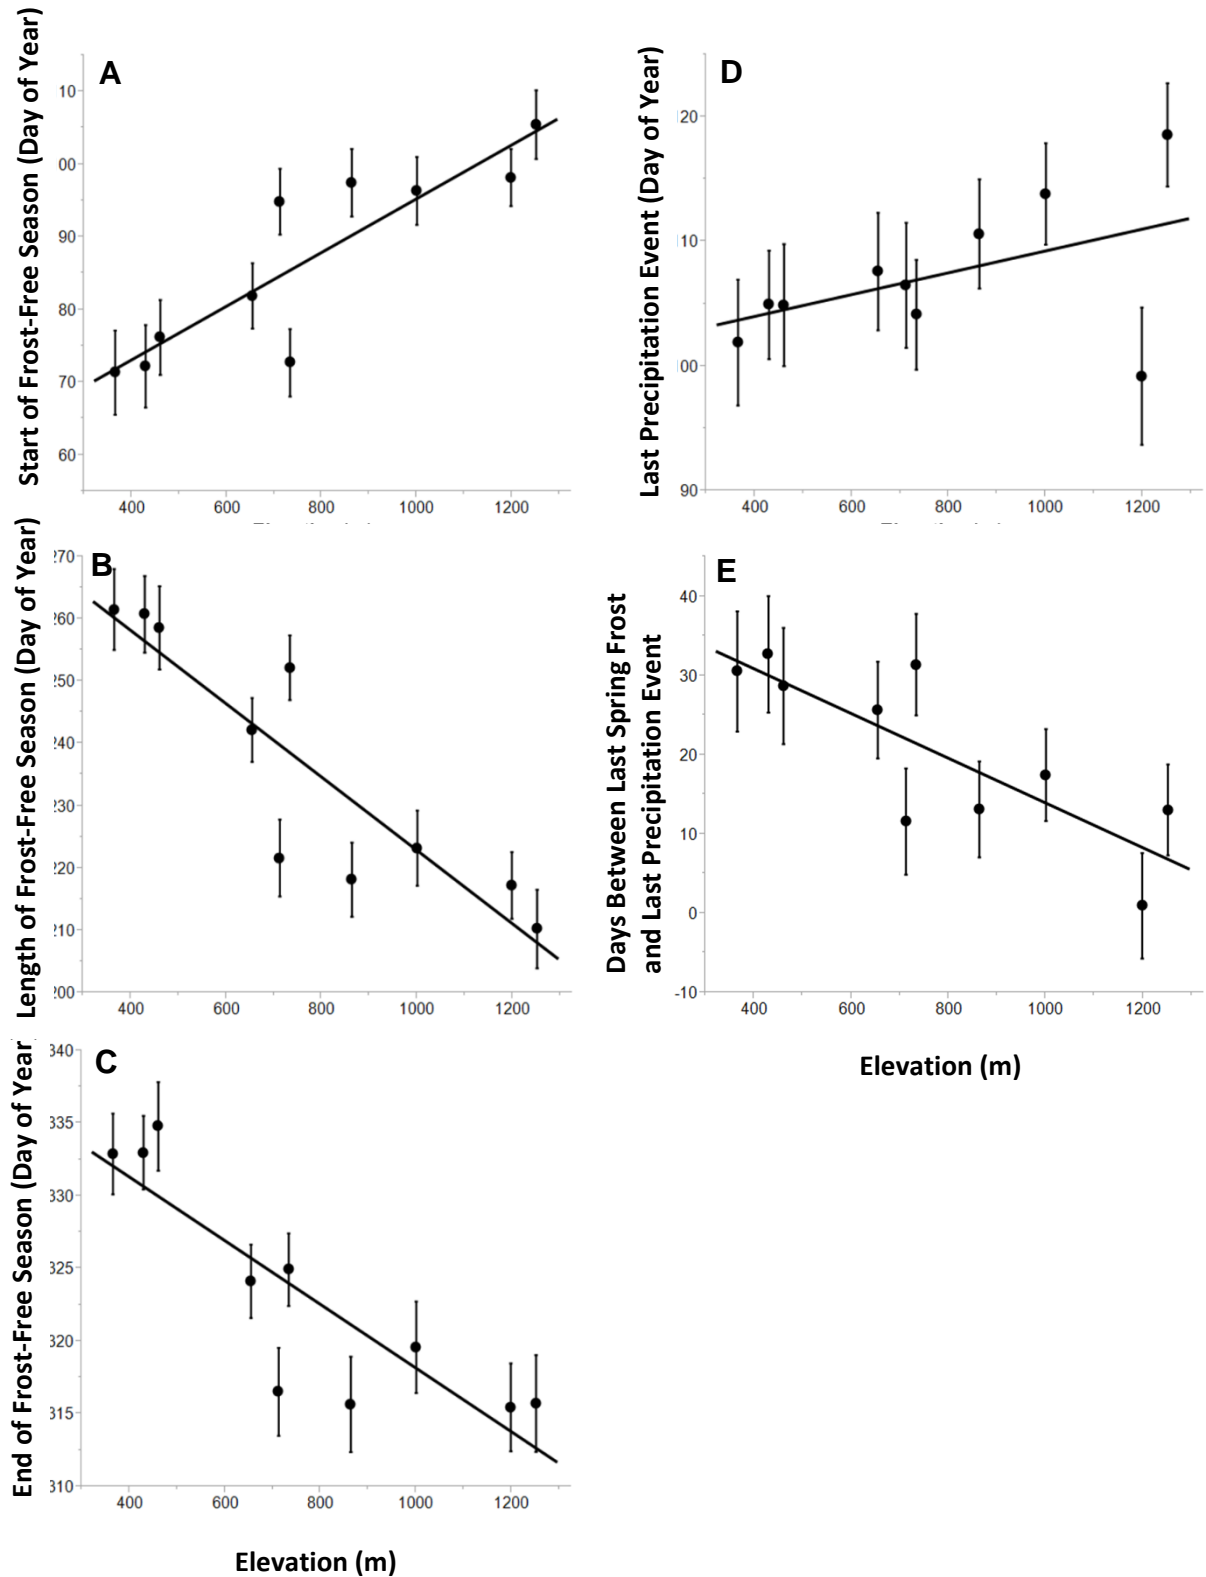 A
Start of Frost-Free Season (Day of Year)
10
00
90
80
70
60
400 600 800 1000 1200
D
Last Precipitation Event (Day of Year)
20
10
00
90
400 600 800 1000 1200
B
Length of Frost-Free Season (Day of Year)
270
260
250
240
230
220
210
200
400 600 800 1000 1200
E
Days Between Last Spring Frost
and Last Precipitation Event
40
30
20
10
0
-10
400 600 800 1000 1200
Elevation (m)
C
End of Frost-Free Season (Day of Year
340
335
330
325
320
315
310
400 600 800 1000 1200
Elevation (m)